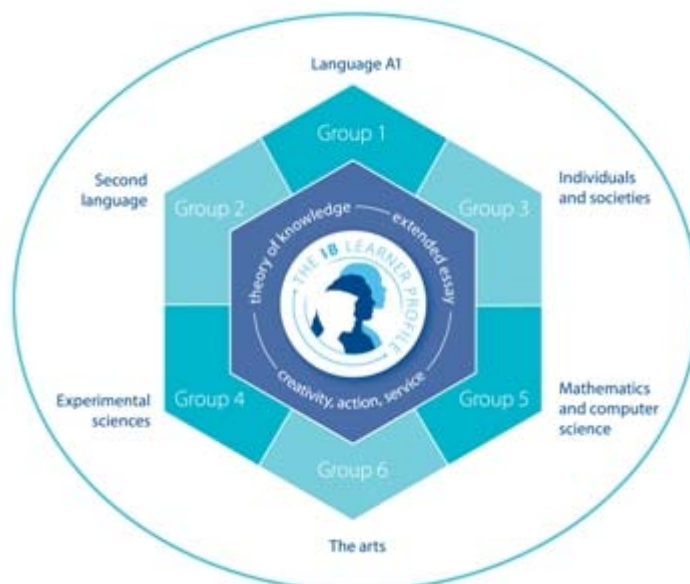 Language A1
Group 1
Second
language
Group 2
Group 3
Individuals
and societies
theory of knowledge
extended essay
THE IB LEARNER PROFILE
creativity, action, service
Experimental
sciences
Group 4
Group 5
Mathematics
and computer
science
Group 6
The arts